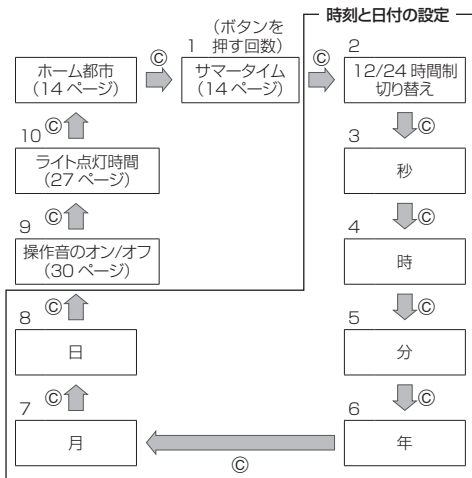 時刻と日付の設定
（ボタンを
押す回数）
ホーム都市
（14 ページ）
Ⓒ
1
サマータイム
（14 ページ）
Ⓒ
2
12/24 時間制
切り替え
Ⓒ
3
秒
Ⓒ
4
時
Ⓒ
5
分
Ⓒ
6
年
Ⓒ
7
月
Ⓒ
8
日
Ⓒ
9
操作音のオン/オフ
（30 ページ）
Ⓒ
10
ライト点灯時間
（27 ページ）
Ⓒ